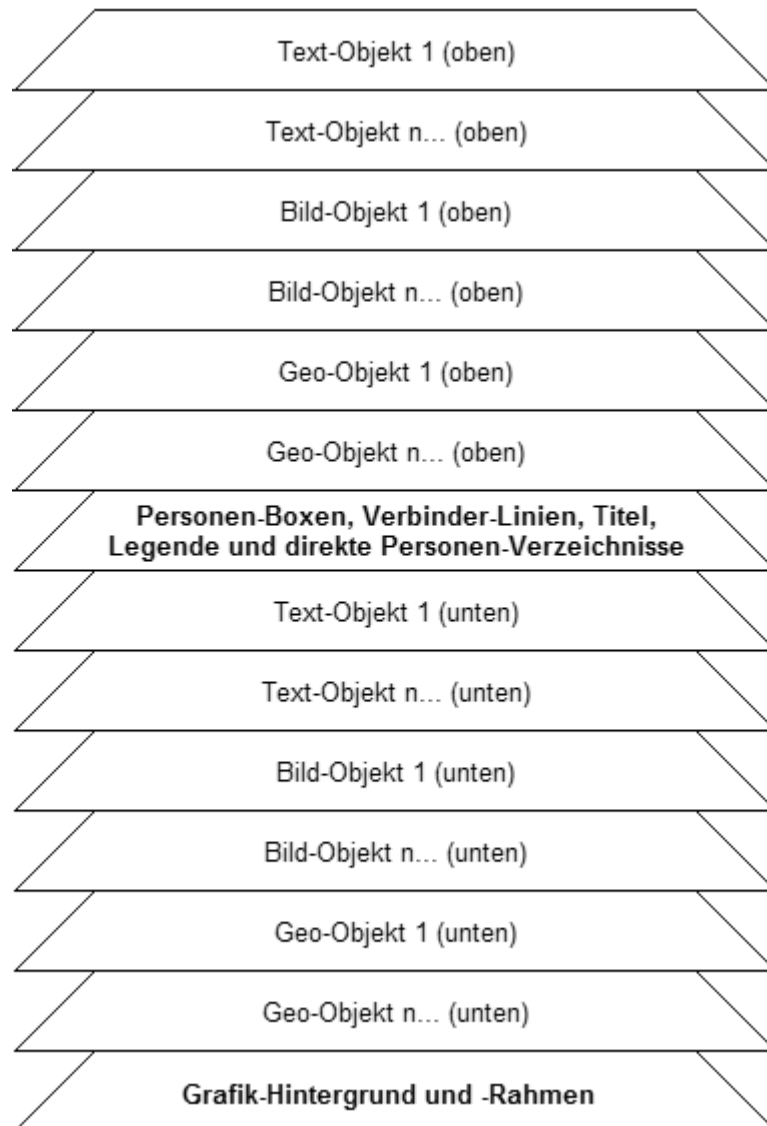 Text-Objekt 1 (oben)
Text-Objekt n... (oben)
Bild-Objekt 1 (oben)
Bild-Objekt n... (oben)
Geo-Objekt 1 (oben)
Geo-Objekt n... (oben)
Personen-Boxen, Verbinder-Linien, Titel,
Legende und direkte Personen-Verzeichnisse
Text-Objekt 1 (unten)
Text-Objekt n... (unten)
Bild-Objekt 1 (unten)
Bild-Objekt n... (unten)
Geo-Objekt 1 (unten)
Geo-Objekt n... (unten)
Grafik-Hintergrund und -Rahmen